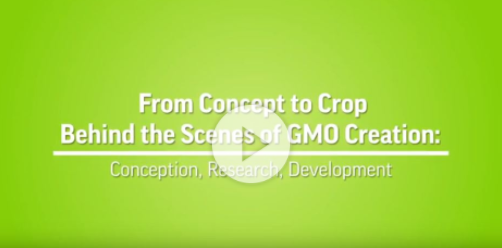 From Concept to Crop
Behind the Scenes of GMO Creation:
Conception, Research, Development